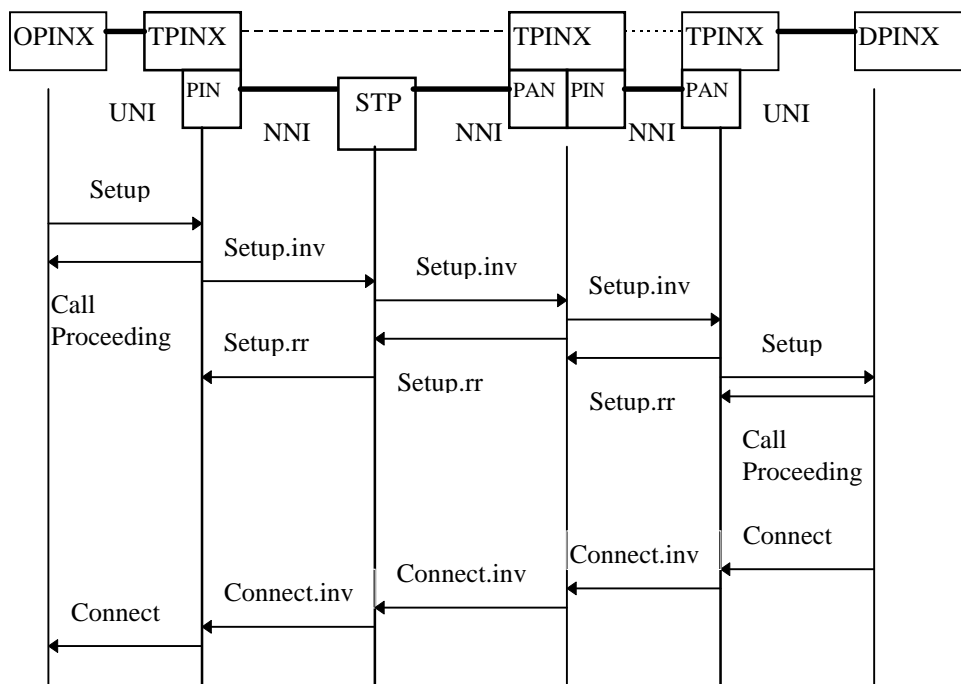 OPINX
TPINX
TPINX
TPINX
DPINX
PIN
STP
PAN
PIN
PAN
UNI
NNI
NNI
NNI
UNI
Setup
Setup.inv
Setup.inv
Setup.inv
Call
Proceeding
Setup.rr
Setup
Setup.rr
Setup.rr
Call
Proceeding
Connect
Connect.inv
Connect.inv
Connect.inv
Connect